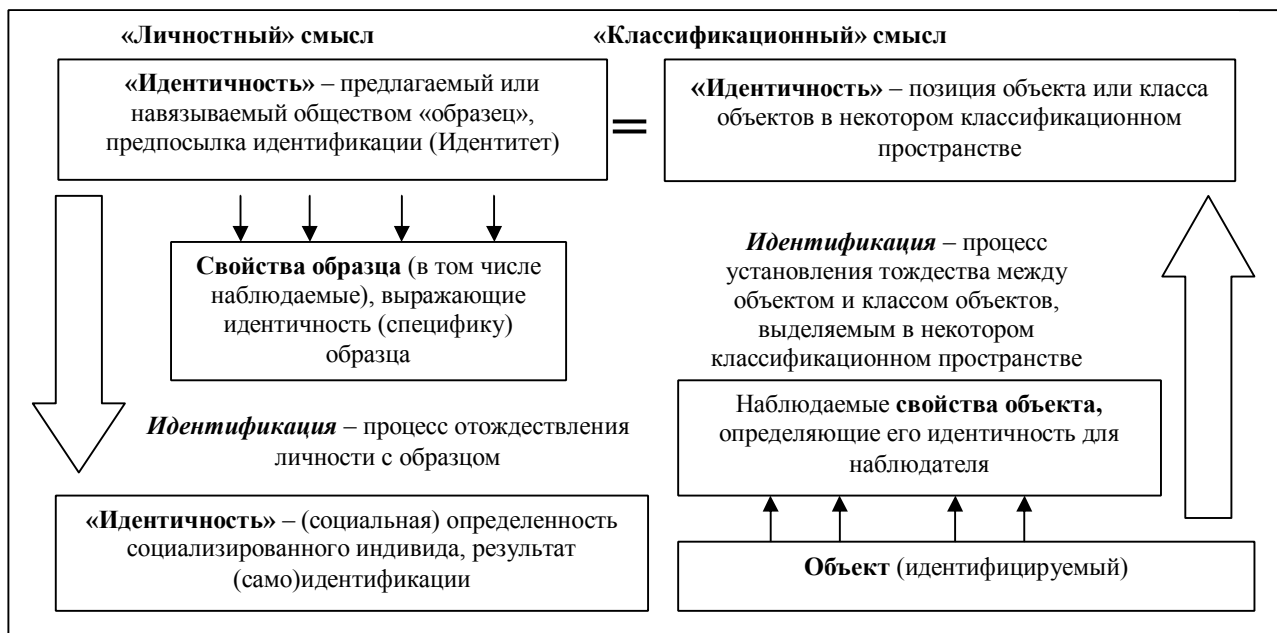 «Личностный» смысл
«Классификационный» смысл
«Идентичность» – предлагаемый или
навязываемый обществом «образец»,
предпосылка идентификации (Идентитет)
=
«Идентичность» – позиция объекта или класса
объектов в некотором классификационном
пространстве
Свойства образца (в том числе
наблюдаемые), выражающие
идентичность (специфику)
образца
Идентификация – процесс
установления тождества между
объектом и классом объектов,
выделяемым в некотором
классификационном пространстве
Идентификация – процесс отождествления
личности с образцом
Наблюдаемые свойства объекта,
определяющие его идентичность для
наблюдателя
«Идентичность» – (социальная) определенность
социализированного индивида, результат
(само)идентификации
Объект (идентифицируемый)